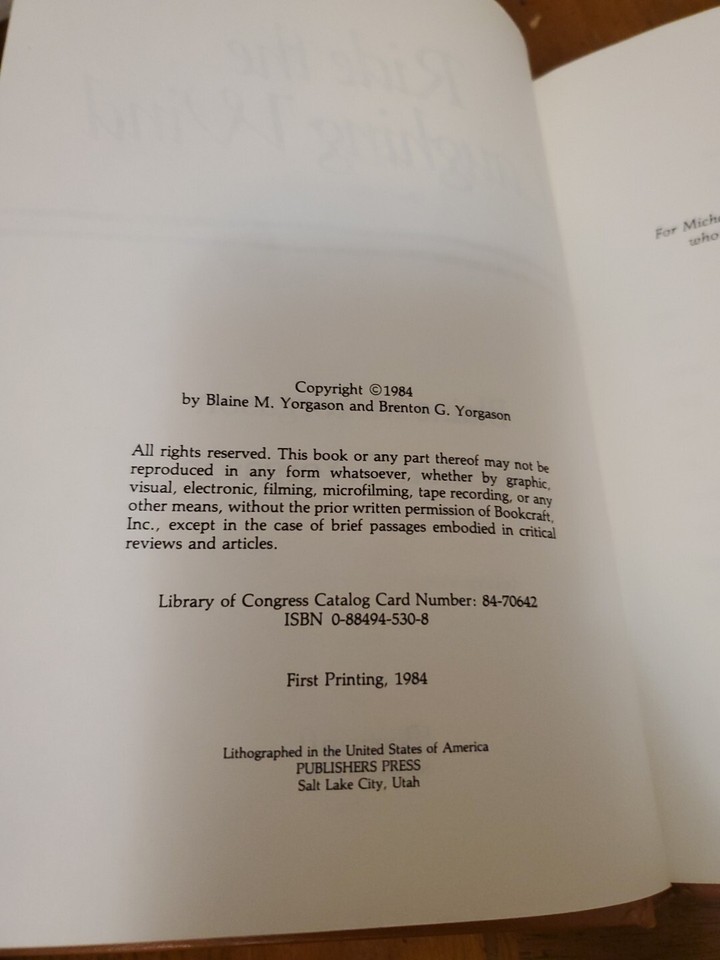 Copyright ©1984
by Blaine M. Yorgason and Brenton G. Yorgason
All rights reserved. This book or any part thereof may not be
reproduced in any form whatsoever, whether by graphic,
visual, electronic, filming, microfilming, tape recording, or any
other means, without the prior written permission of Bookcraft,
Inc., except in the case of brief passages embodied in critical
reviews and articles.
Library of Congress Catalog Card Number: 84-70642
ISBN 0-88494-530-8
First Printing, 1984
Lithographed in the United States of America
PUBLISHERS PRESS
Salt Lake City, Utah
For
who